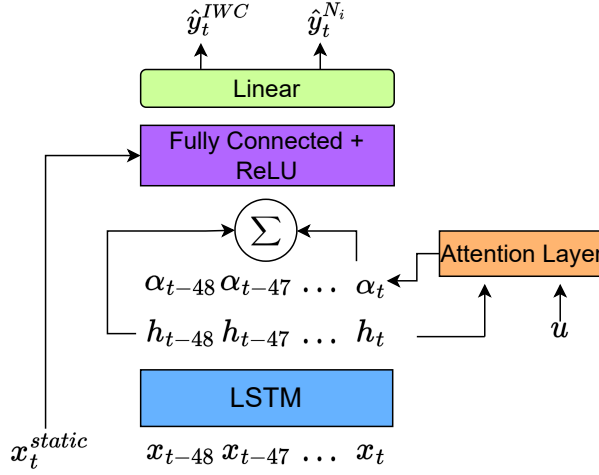 ŷ_t^{IWC} ŷ_t^{N_i}
Linear
Fully Connected +
ReLU
∑
Attention Layer
α_{t−48} α_{t−47} ... α_t
h_{t−48} h_{t−47} ... h_t
u
LSTM
x_t^{static}
x_{t−48} x_{t−47} ... x_t